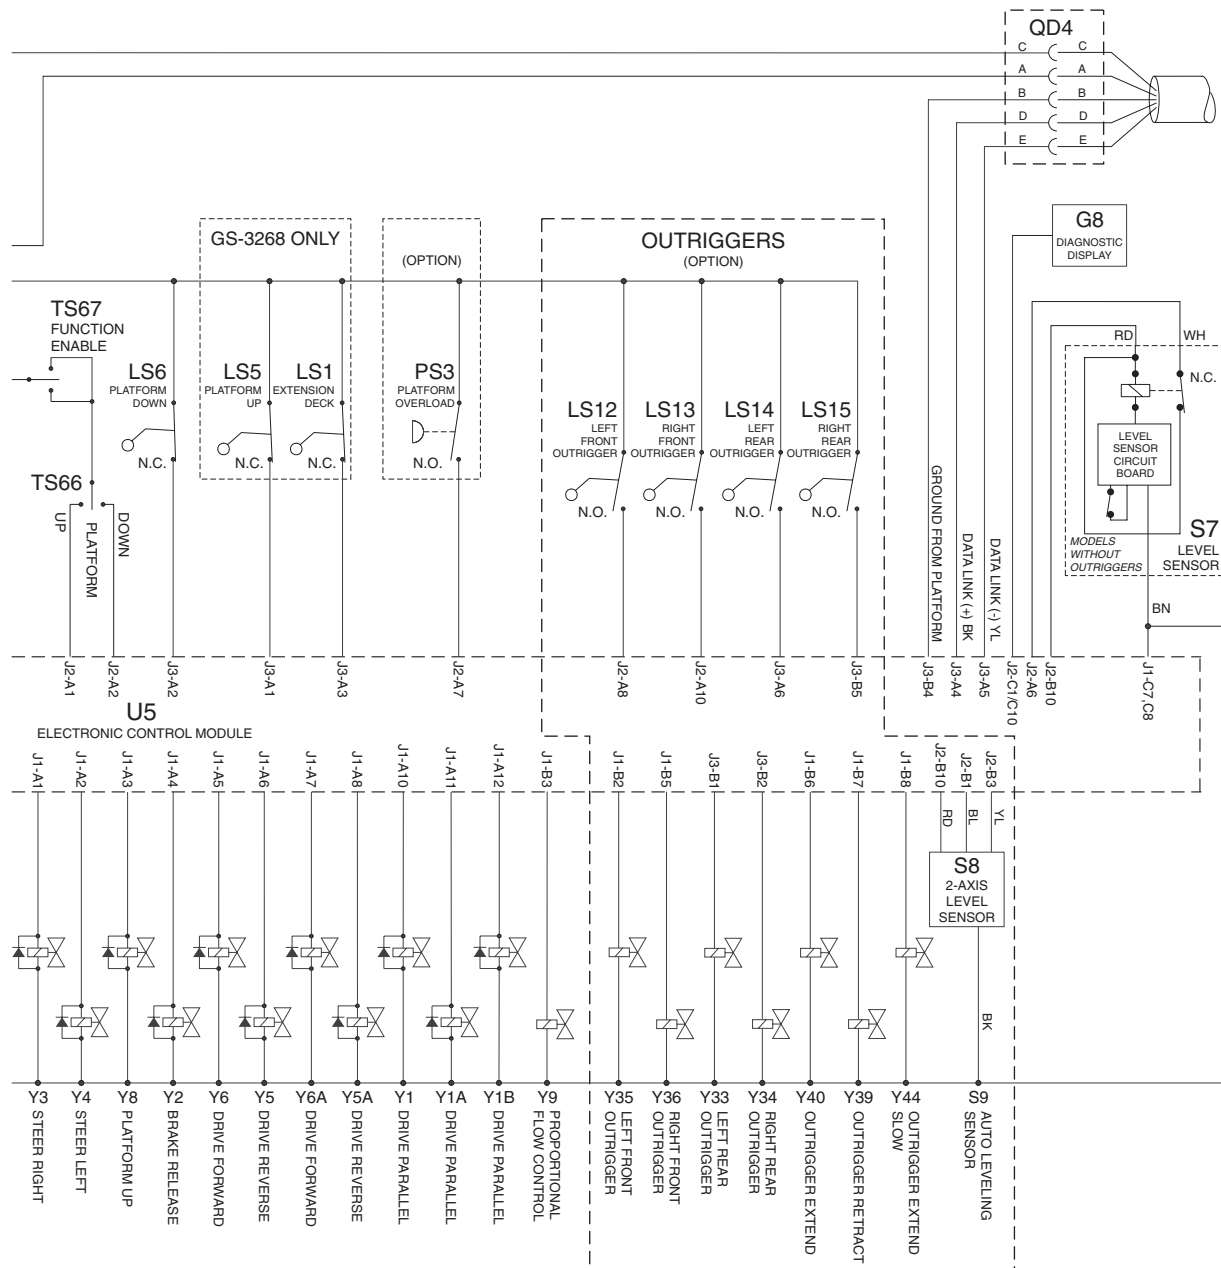 QD4
C C
A A
B B
D D
E E
G8
DIAGNOSTIC
DISPLAY
GS-3268 ONLY
(OPTION)
OUTRIGGERS
(OPTION)
TS67
FUNCTION
ENABLE
LS6
PLATFORM
DOWN
N.C.
LS5
PLATFORM
UP
N.C.
LS1
EXTENSION
DECK
N.C.
PS3
PLATFORM
OVERLOAD
N.O.
LS12
LEFT
FRONT
OUTRIGGER
N.O.
LS13
RIGHT
FRONT
OUTRIGGER
N.O.
LS14
LEFT
REAR
OUTRIGGER
N.O.
LS15
RIGHT
REAR
OUTRIGGER
N.O.
RD
WH
N.C.
LEVEL
SENSOR
CIRCUIT
BOARD
S7
LEVEL
SENSOR
MODELS
WITHOUT
OUTRIGGERS
BN
TS66
UP
PLATFORM
DOWN
GROUND FROM PLATFORM
DATA LINK (+) BK
DATA LINK (-) YL
J2-A1
J2-A2
J3-A2
J3-A1
J3-A3
J2-A7
J2-A8
J2-A10
J3-A6
J3-B5
J3-B4
J3-A4
J3-A5
J2-C1/C10
J2-A6
J2-B10
J1-C7,C8
U5
ELECTRONIC CONTROL MODULE
J1-A1
J1-A2
J1-A3
J1-A4
J1-A5
J1-A6
J1-A7
J1-A8
J1-A10
J1-A11
J1-A12
J1-B3
J1-B2
J1-B5
J3-B1
J3-B2
J1-B6
J1-B7
J1-B8
J2-B10
J2-B1
J2-B3
RD
BL
YL
S8
2-AXIS
LEVEL
SENSOR
BK
Y3
STEER RIGHT
Y4
STEER LEFT
Y8
PLATFORM UP
Y2
BRAKE RELEASE
Y6
DRIVE FORWARD
Y5
DRIVE REVERSE
Y6A
DRIVE FORWARD
Y5A
DRIVE REVERSE
Y1
DRIVE PARALLEL
Y1A
DRIVE PARALLEL
Y1B
DRIVE PARALLEL
Y9
PROPORTIONAL
FLOW CONTROL
Y35
LEFT FRONT
OUTRIGGER
Y36
RIGHT FRONT
OUTRIGGER
Y33
LEFT REAR
OUTRIGGER
Y34
RIGHT REAR
OUTRIGGER
Y40
OUTRIGGER EXTEND
Y39
OUTRIGGER RETRACT
Y44
OUTRIGGER EXTEND
SLOW
S9
AUTO LEVELING
SENSOR